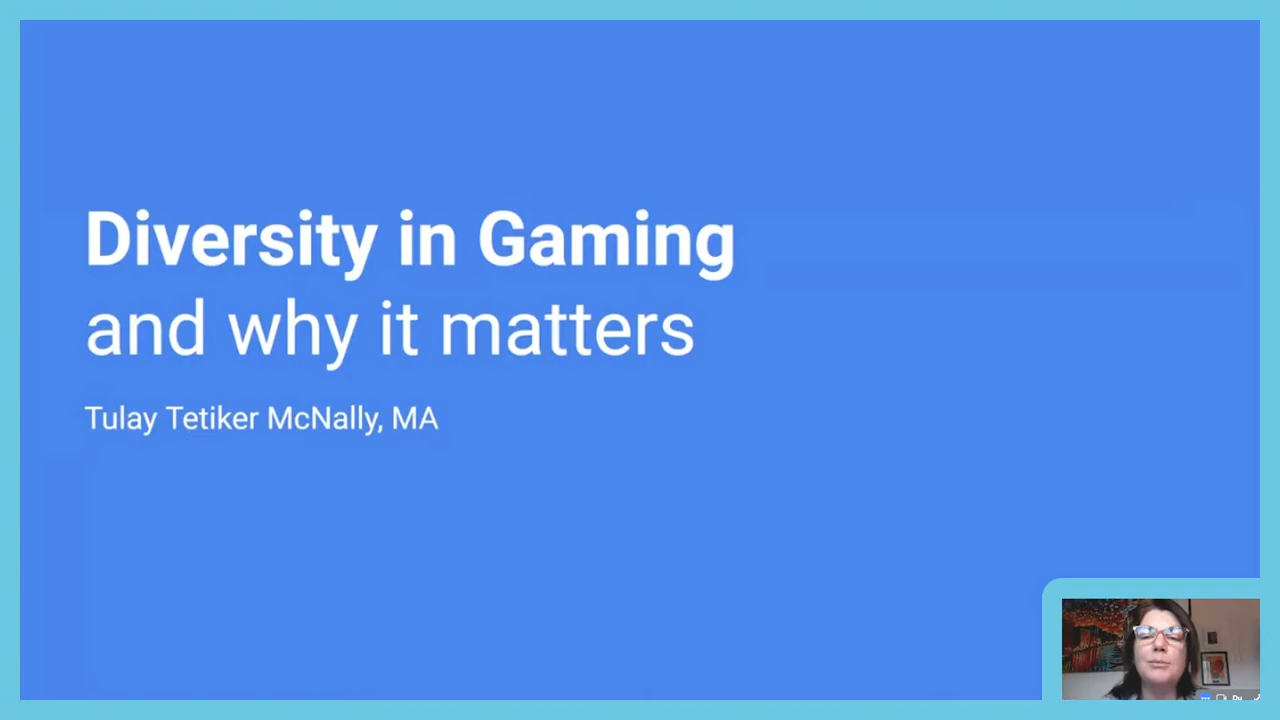 Diversity in Gaming
and why it matters
Tulay Tetiker McNally, MA